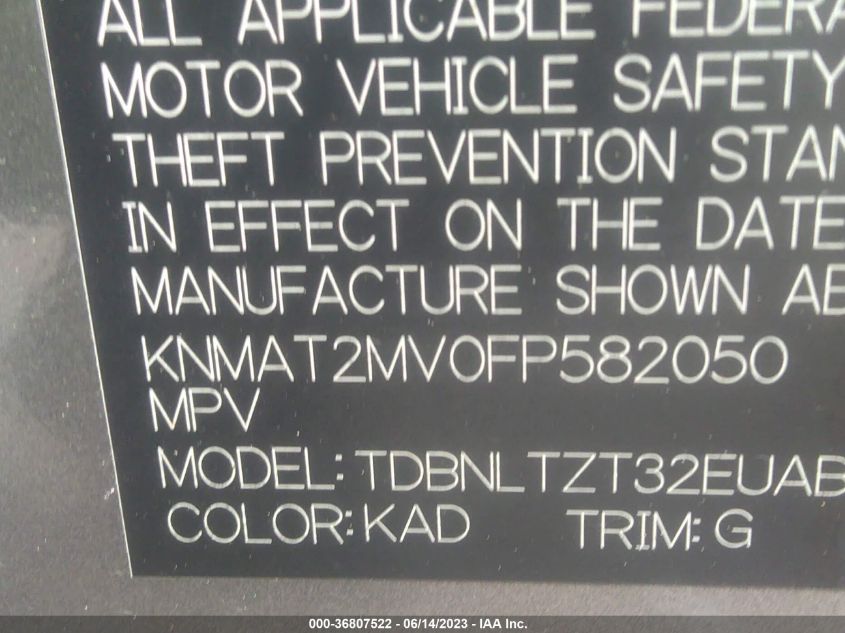 ALL APPLICABLE FEDERA
MOTOR VEHICLE SAFETY
THEFT PREVENTION STAN
IN EFFECT ON THE DATE
MANUFACTURE SHOWN AB
KNMAT2MV0FP582050
MPV
MODEL: TDBNLTZT32EUAB
COLOR: KAD TRIM: G
000-36807522 - 06/14/2023 - IAA Inc.